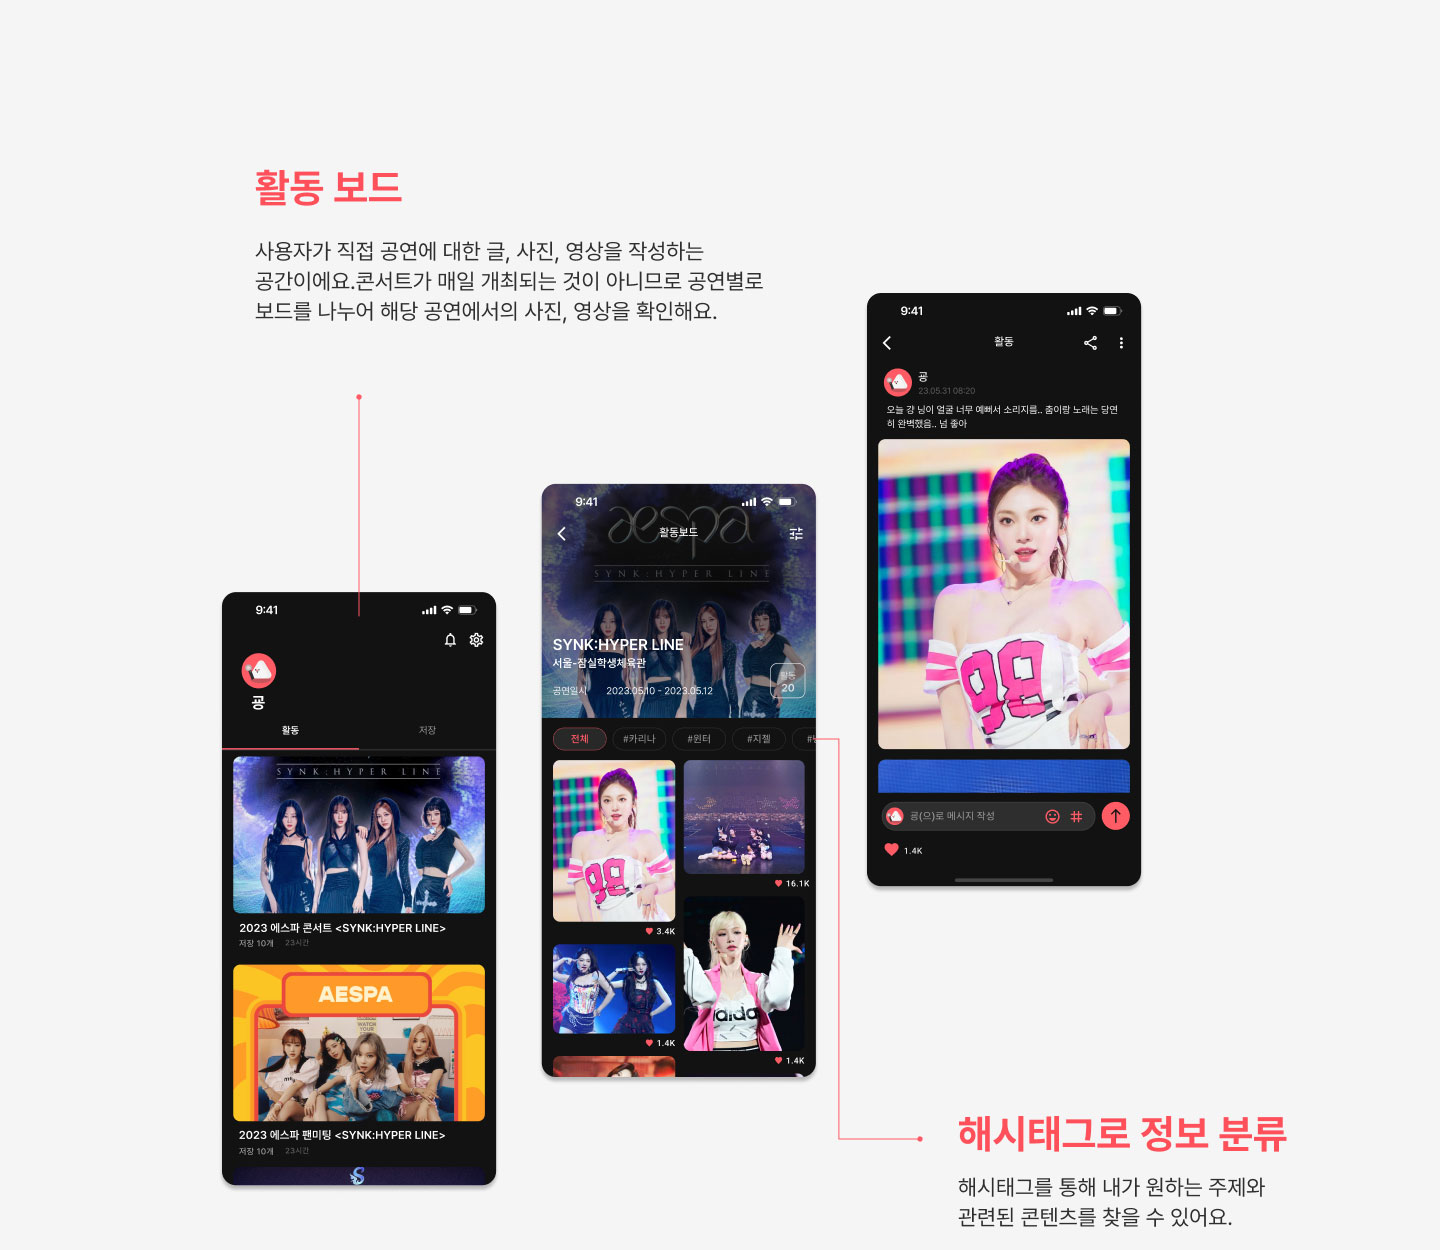 활동 보드
사용자가 직접 공연에 대한 글, 사진, 영상을 작성하는
공간이에요.콘서트가 매일 개최되는 것이 아니므로 공연별로
보드를 나누어 해당 공연에서의 사진, 영상을 확인해요.
9:41
굥
활동
저장
SYNK:HYPER LINE
2023 에스파 콘서트 <SYNK:HYPER LINE>
저장 10개 23시간
AESPA
WATCH
YOUR
2023 에스파 팬미팅 <SYNK:HYPER LINE>
저장 10개 23시간
9:41
aespa
활동보드
SYNK:HYPER LINE
SYNK:HYPER LINE
서울-잠실학생체육관
공연일시 2023.05.10 - 2023.05.12
활동
20
전체
#카리나
#윈터
#지젤
98
3.4K
16.1K
1.4K
adidas
1.4K
9:41
활동
굥
23.05.31 08:20
오늘 걍 닝이 얼굴 너무 예뻐서 소리지름.. 춤이랑 노래는 당연
히 완벽했음.. 넘 좋아
98
굥(으)로 메시지 작성
1.4K
해시태그로 정보 분류
해시태그를 통해 내가 원하는 주제와
관련된 콘텐츠를 찾을 수 있어요.